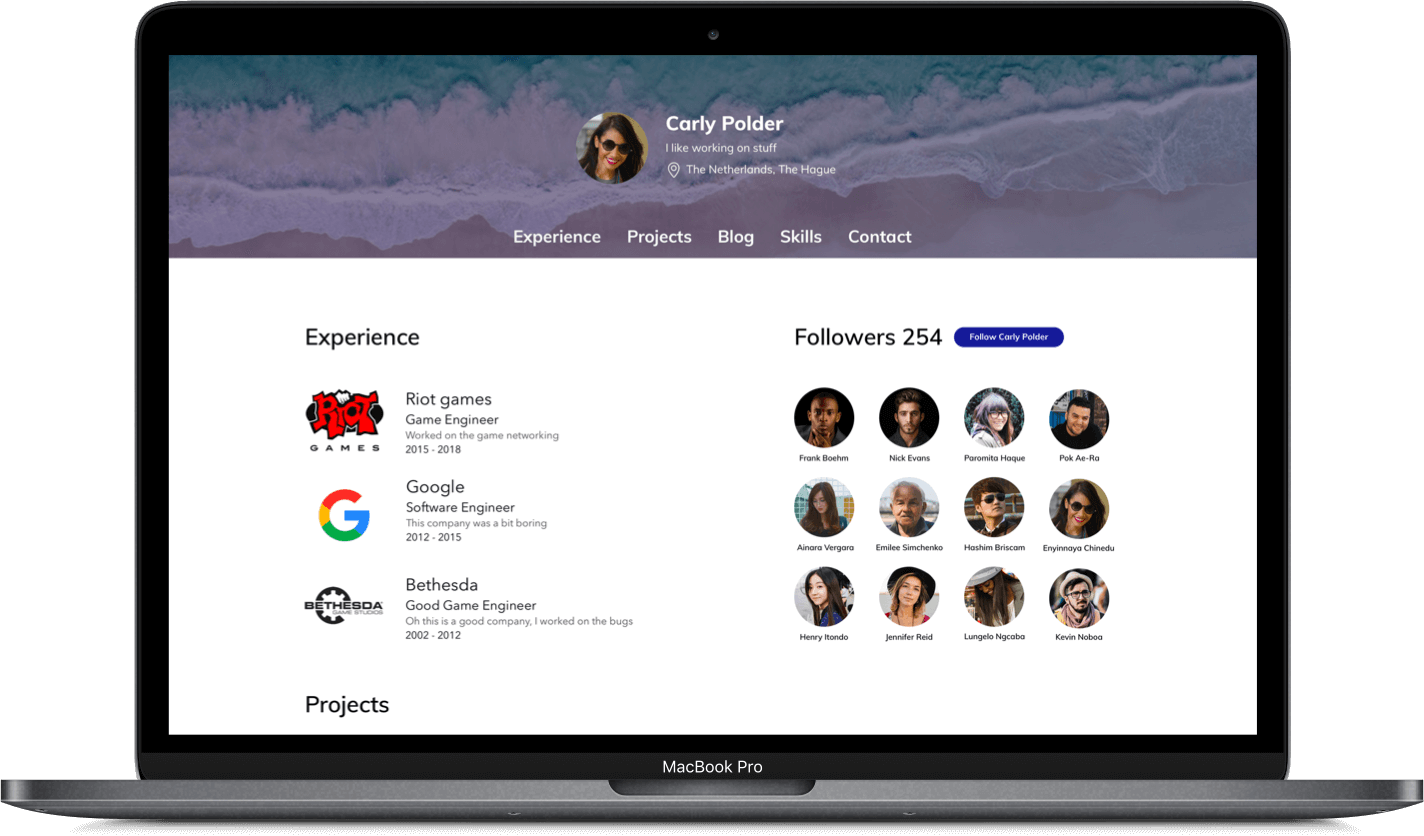 Carly Polder
I like working on stuff
The Netherlands, The Hague
Experience Projects Blog Skills Contact
Experience
RIOT
GAMES
Riot games
Game Engineer
Worked on the game networking
2015 - 2018
G
Google
Software Engineer
This company was a bit boring
2012 - 2015
BETHESDA
GAME STUDIOS
Bethesda
Good Game Engineer
Oh this is a good company, I worked on the bugs
2002 - 2012
Projects
Followers 254
Follow Carly Polder
Frank Boehm Nick Evans Paromita Haque Pok Ae-Ra
Ainara Vergara Emilee Simchenko Hashim Briscam Enyinnaya Chinedu
Henry Itondo Jennifer Reid Lungelo Ngcaba Kevin Noboa
MacBook Pro